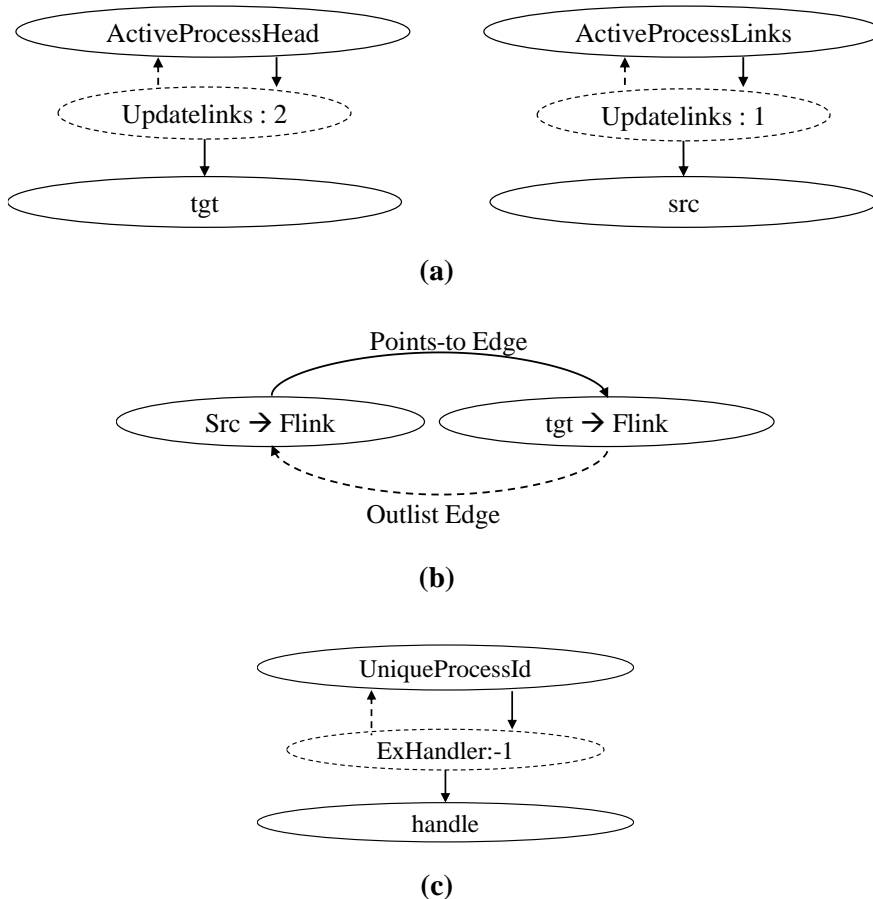 ActiveProcessHead
ActiveProcessLinks
Updatelinks : 2
Updatelinks : 1
tgt
src
(a)
Points-to Edge
Src → Flink
tgt → Flink
Outlist Edge
(b)
UniqueProcessId
ExHandler:-1
handle
(c)